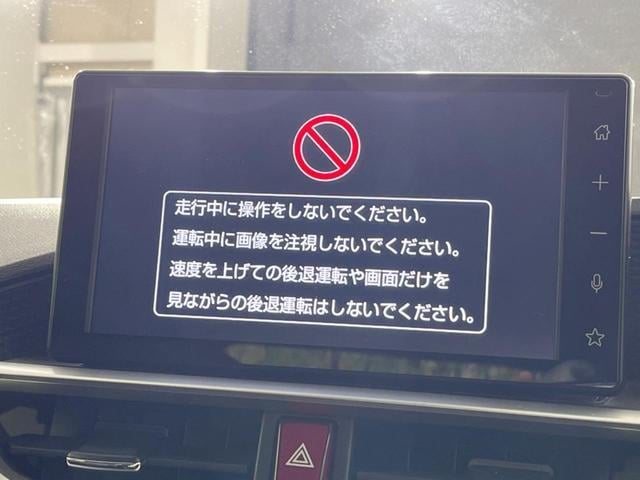 走行中に操作をしないでください。
運転中に画像を注視しないでください。
速度を上げての後退運転や画面だけを
見ながらの後退運転はしないでください。